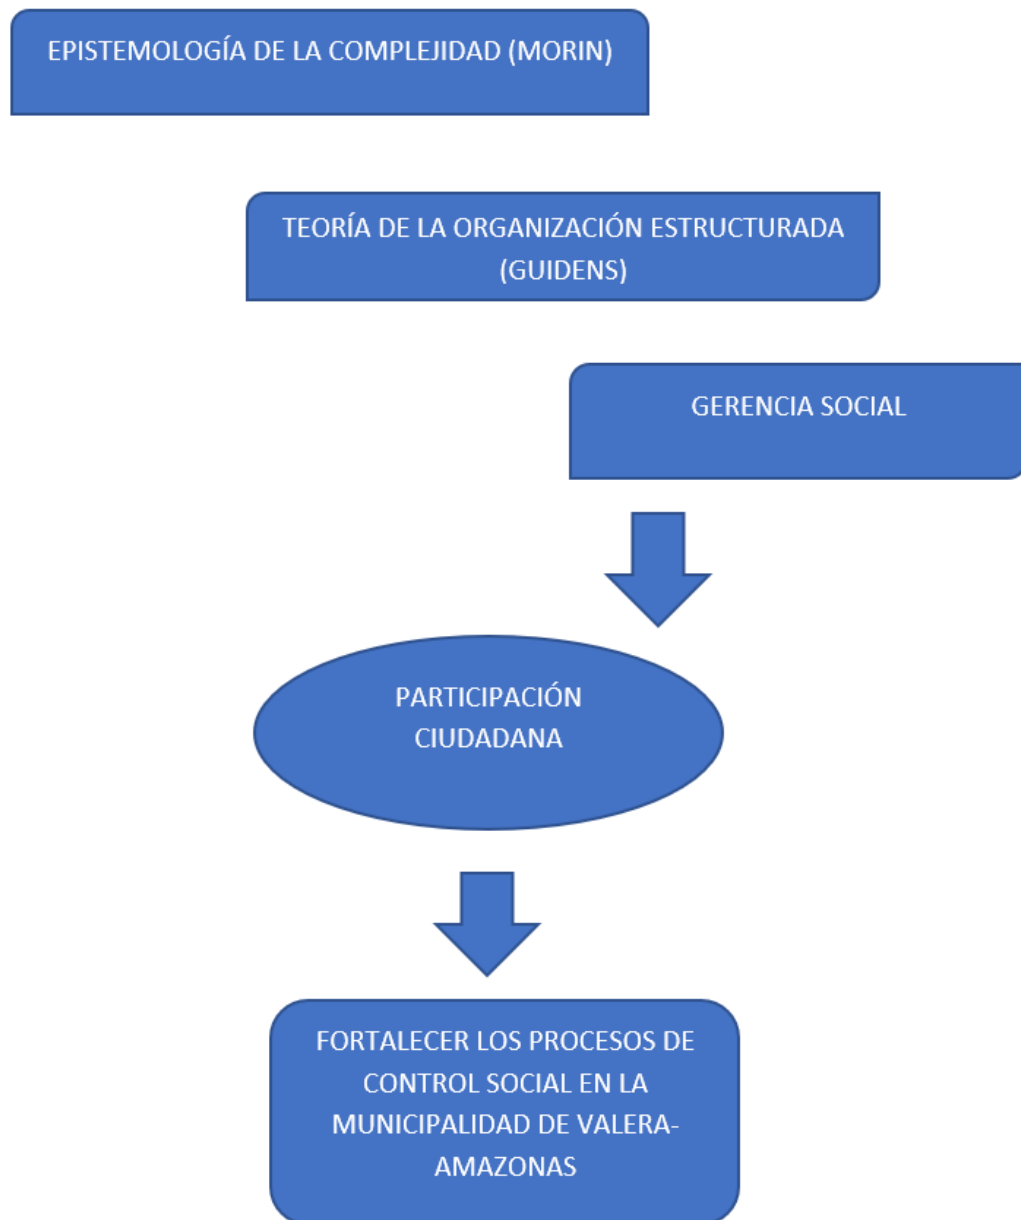 EPISTEMOLOGÍA DE LA COMPLEJIDAD (MORIN)
TEORÍA DE LA ORGANIZACIÓN ESTRUCTURADA
(GUIDENS)
GERENCIA SOCIAL
PARTICIPACIÓN
CIUDADANA
FORTALECER LOS PROCESOS DE
CONTROL SOCIAL EN LA
MUNICIPALIDAD DE VALERA-
AMAZONAS